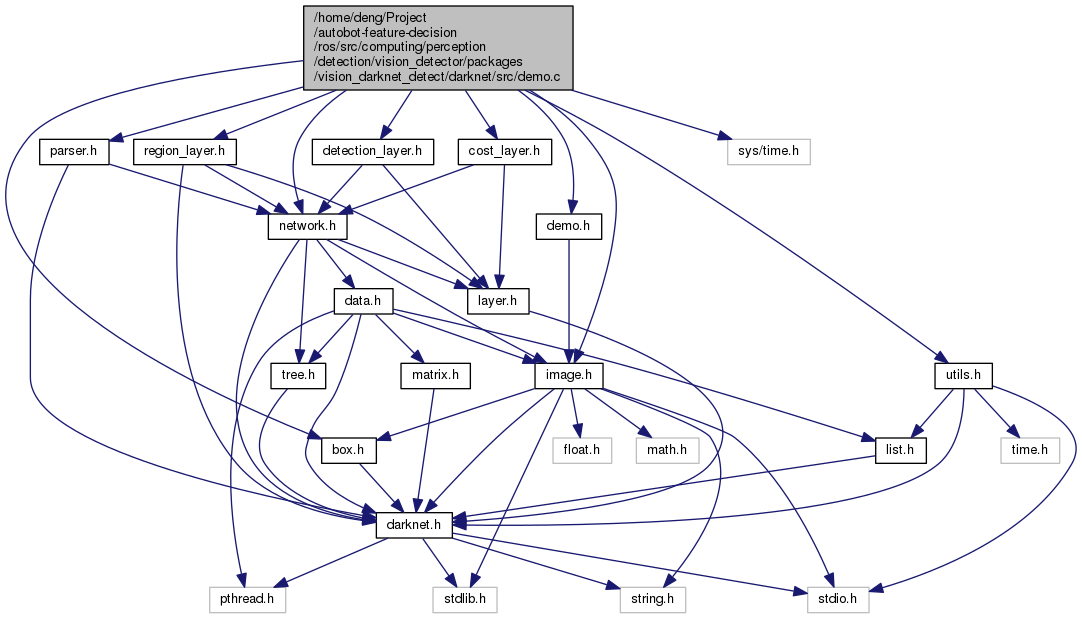 /home/deng/Project
/autobot-feature-decision
/ros/src/computing/perception
/detection/vision_detector/packages
/vision_darknet_detect/darknet/src/demo.c
parser.h
region_layer.h
detection_layer.h
cost_layer.h
sys/time.h
network.h
demo.h
data.h
layer.h
tree.h
matrix.h
image.h
utils.h
box.h
float.h
math.h
list.h
time.h
darknet.h
pthread.h
stdlib.h
string.h
stdio.h